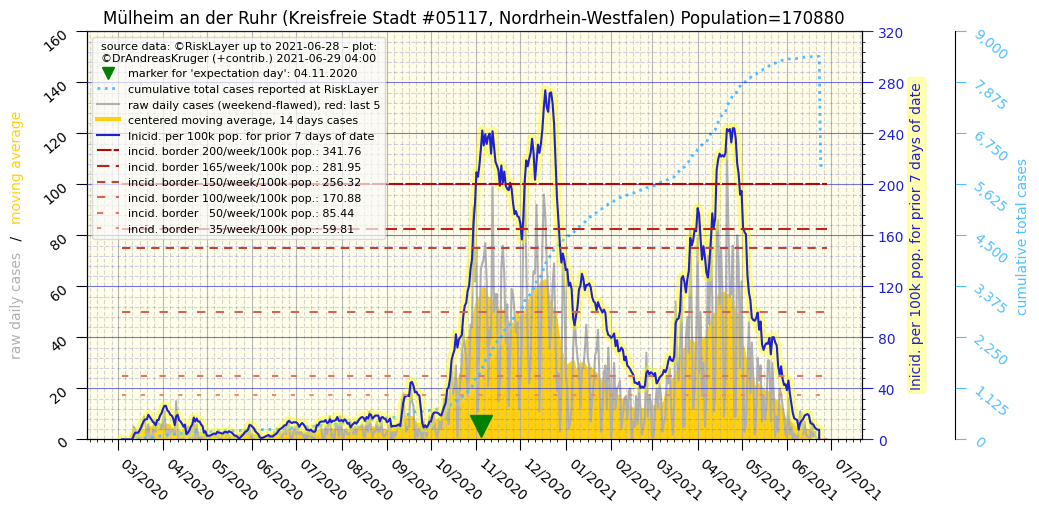 Mülheim an der Ruhr (Kreisfreie Stadt #05117, Nordrhein-Westfalen) Population=170880
source data: ©RiskLayer up to 2021-06-28 – plot:
©DrAndreasKruger (+contrib.) 2021-06-29 04:00
marker for 'expectation day': 04.11.2020
cumulative total cases reported at RiskLayer
raw daily cases (weekend-flawed), red: last 5
centered moving average, 14 days cases
Inicid. per 100k pop. for prior 7 days of date
incid. border 200/week/100k pop.: 341.76
incid. border 165/week/100k pop.: 281.95
incid. border 150/week/100k pop.: 256.32
incid. border 100/week/100k pop.: 170.88
incid. border   50/week/100k pop.: 85.44
incid. border   35/week/100k pop.: 59.81
raw daily cases   /   moving average
160
140
120
100
80
60
40
20
0
03/2020
04/2020
05/2020
06/2020
07/2020
08/2020
09/2020
10/2020
11/2020
12/2020
01/2021
02/2021
03/2021
04/2021
05/2021
06/2021
07/2021
320
280
240
200
160
120
80
40
0
Inicid. per 100k pop. for prior 7 days of date
9,000
7,875
6,750
5,625
4,500
3,375
2,250
1,125
0
cumulative total cases